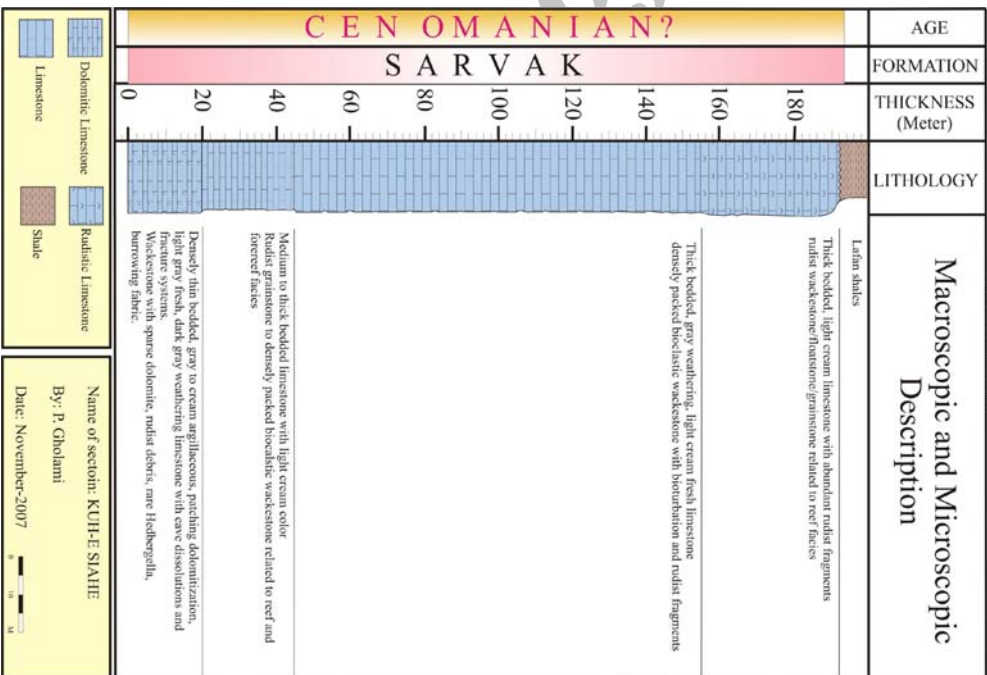 AGE
FORMATION
THICKNESS
(Meter)
LITHOLOGY
Macroscopic and Microscopic
Description
CEN OMANIAN?
SARVAK
0
20
40
60
80
100
120
140
160
180
Lafan shales
Thick bedded, light cream limestone with abundant rudist fragments
rudist wackestone/floatstone/grainstone related to reef facies
Thick bedded, gray weathering, light cream fresh limestone
densely packed bioclastic wackestone with bioturbation and rudist fragments
Medium to thick bedded limestone with light cream color
Rudist grainstone to densely packed biocalstic wackestone related to reef and
forereef facies
Densely thin bedded, gray to cream argillaceous, patching dolomitization,
light gray fresh, dark gray weathering limestone with cave dissolutions and
fracture systems.
Wackestone with sparse dolomite, rudist debris, rare Hedbergella,
burrowing fabric.
Dolomitic Limestone
Rudistic Limestone
Limestone
Shale
Name of sectoin: KUH-E SIAHE
By: P. Gholami
Date: November-2007
M